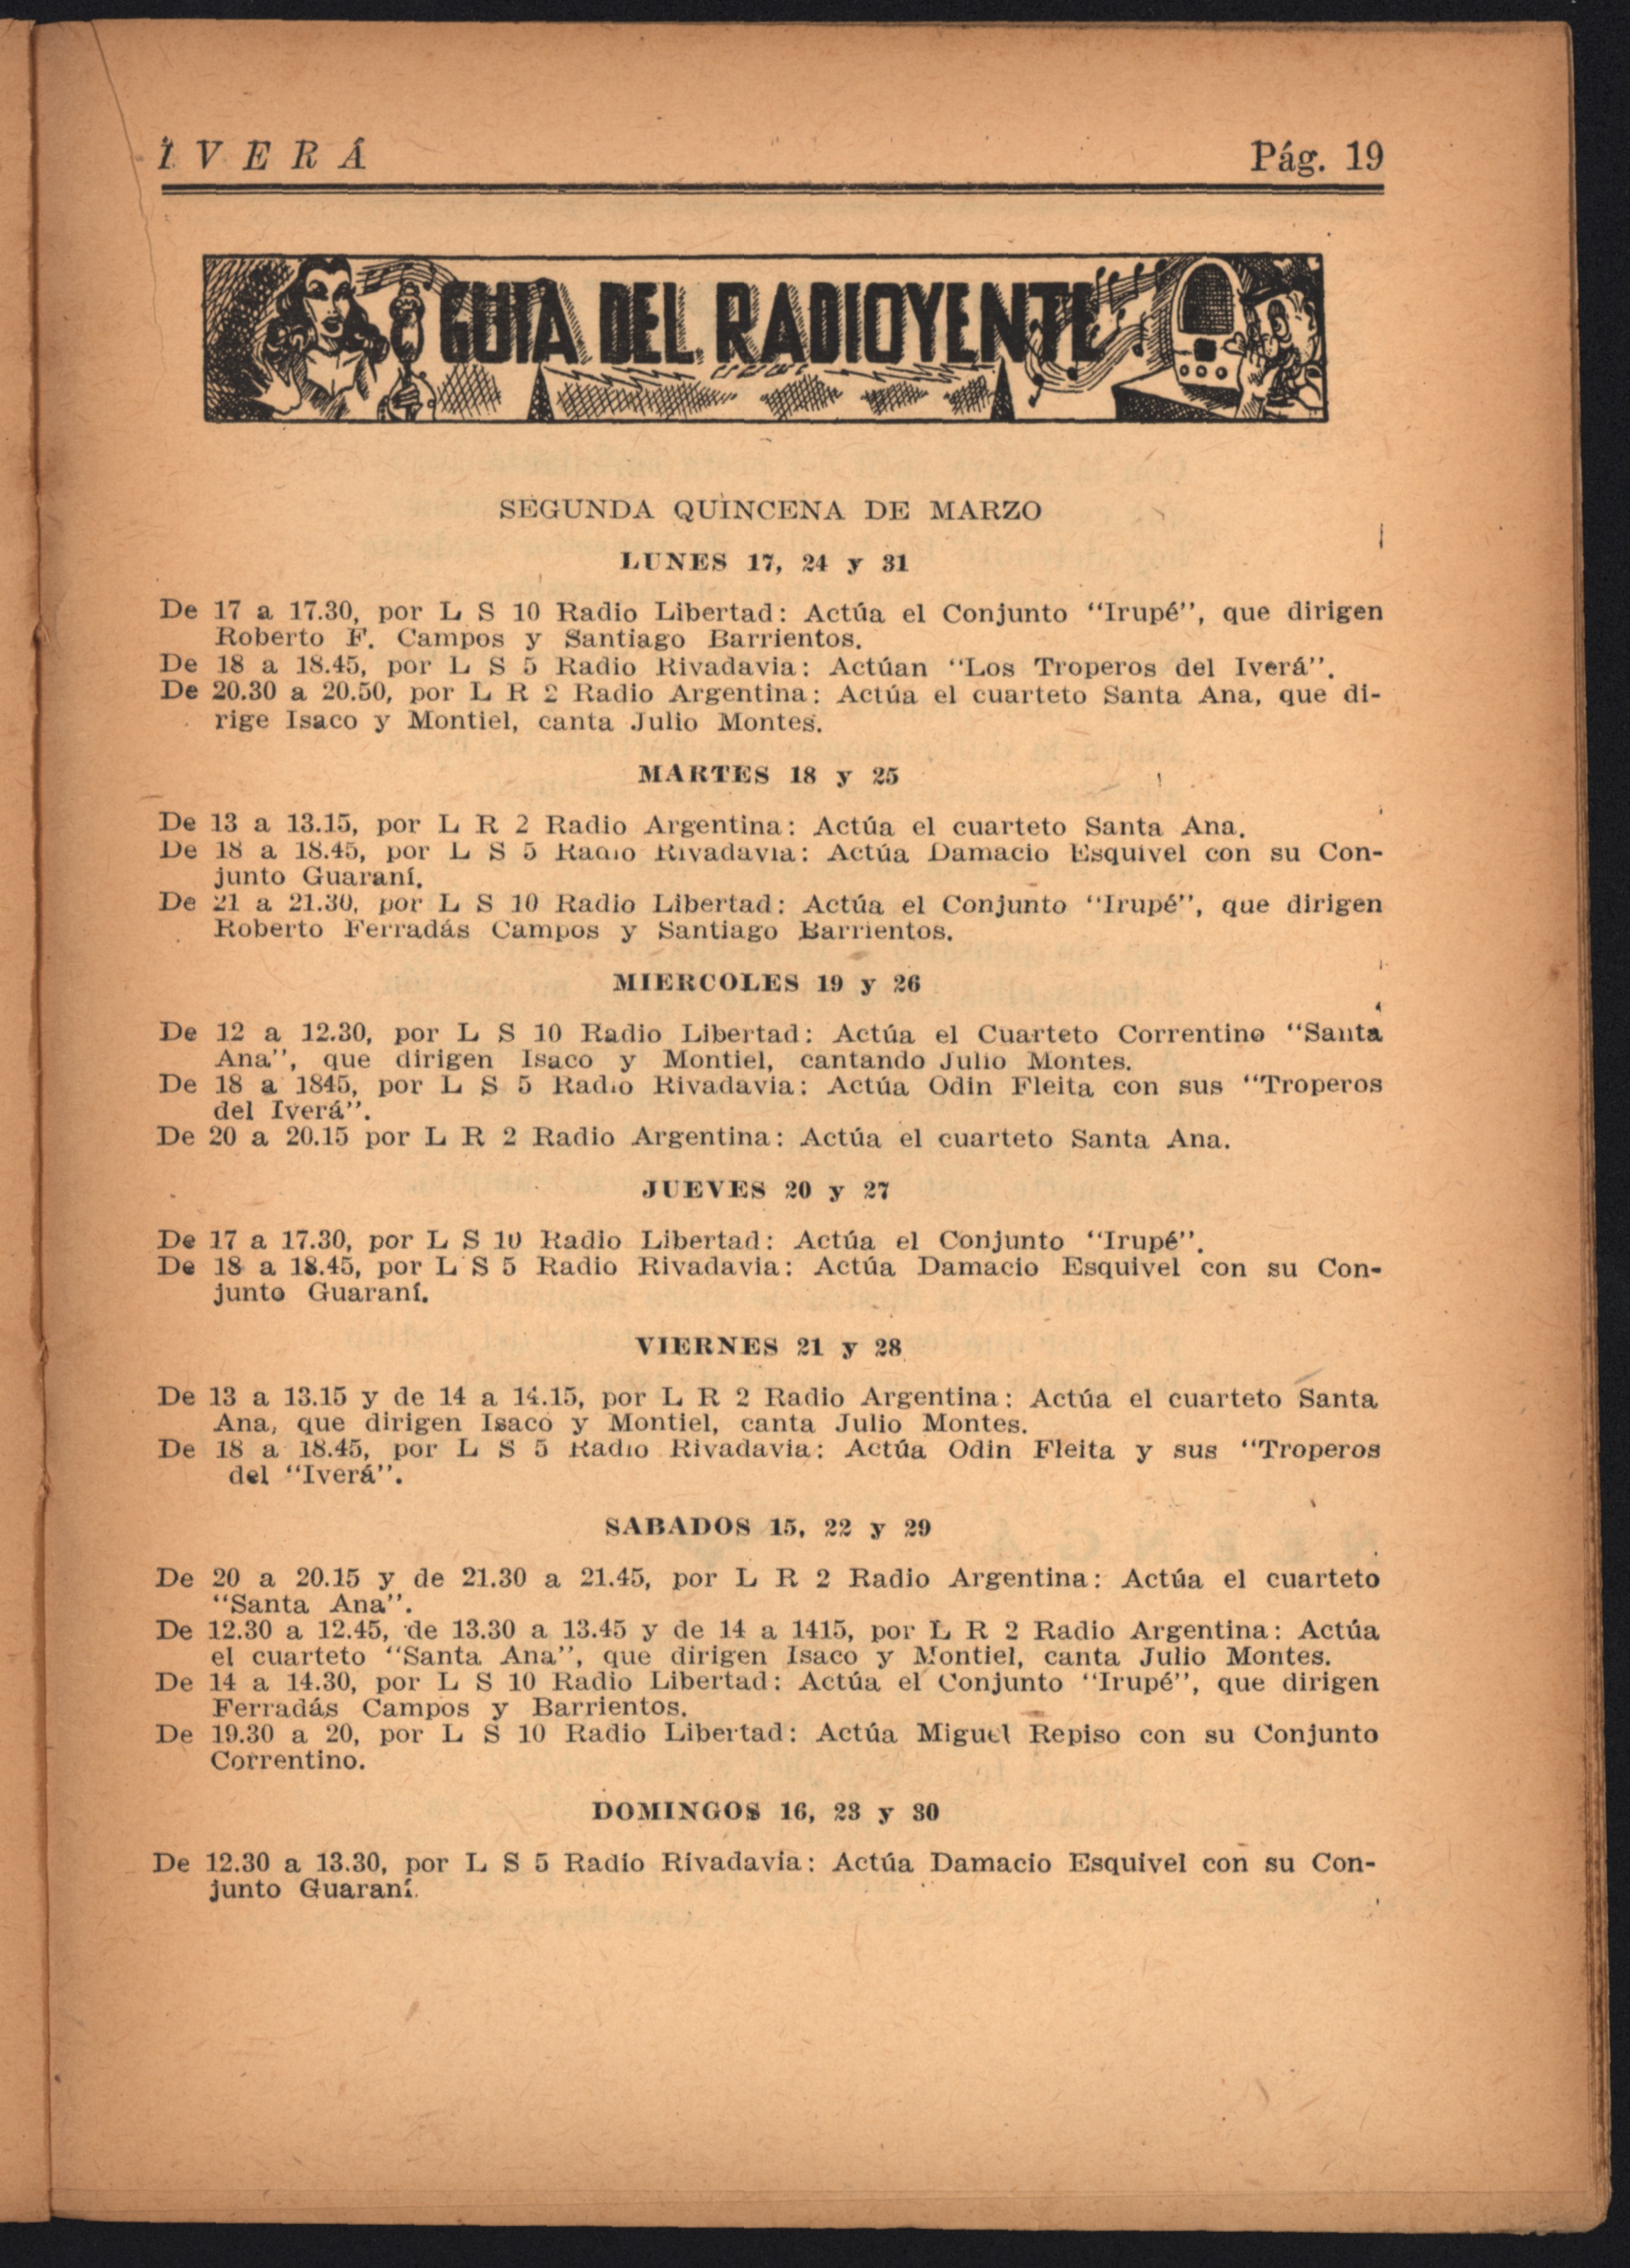 IVERÁ
Pág. 19
GUIA DEL RADIOYENTE
SEGUNDA QUINCENA DE MARZO
LUNES 17, 24 y 31
De 17 a 17.30, por L S 10 Radio Libertad: Actúa el Conjunto “Irupé”, que dirigen
Roberto F. Campos y Santiago Barrientos.
De 18 a 18.45, por L S 5 Radio Rivadavia: Actúan “Los Troperos del Iverá”.
De 20.30 a 20.50, por L R 2 Radio Argentina: Actúa el cuarteto Santa Ana, que di-
rige Isaco y Montiel, canta Julio Montes.
MARTES 18 y 25
De 13 a 13.15, por L R 2 Radio Argentina: Actúa el cuarteto Santa Ana.
De 18 a 18.45, por L S 5 Radio Rivadavia: Actúa Damacio Esquivel con su Con-
junto Guaraní.
De 21 a 21.30, por L S 10 Radio Libertad: Actúa el Conjunto “Irupé”, que dirigen
Roberto Ferradás Campos y Santiago Barrientos.
MIERCOLES 19 y 26
De 12 a 12.30, por L S 10 Radio Libertad: Actúa el Cuarteto Correntino “Santa
Ana”, que dirigen Isaco y Montiel, cantando Julio Montes.
De 18 a 1845, por L S 5 Radio Rivadavia: Actúa Odin Fleita con sus “Troperos
del Iverá”.
De 20 a 20.15 por L R 2 Radio Argentina: Actúa el cuarteto Santa Ana.
JUEVES 20 y 27
De 17 a 17.30, por L S 10 Radio Libertad: Actúa el Conjunto “Irupé”.
De 18 a 18.45, por L S 5 Radio Rivadavia: Actúa Damacio Esquivel con su Con-
junto Guaraní.
VIERNES 21 y 28
De 13 a 13.15 y de 14 a 14.15, por L R 2 Radio Argentina: Actúa el cuarteto Santa
Ana, que dirigen Isaco y Montiel, canta Julio Montes.
De 18 a 18.45, por L S 5 Radio Rivadavia: Actúa Odin Fleita y sus “Troperos
del “Iverá”.
SABADOS 15, 22 y 29
De 20 a 20.15 y de 21.30 a 21.45, por L R 2 Radio Argentina: Actúa el cuarteto
“Santa Ana”.
De 12.30 a 12.45, de 13.30 a 13.45 y de 14 a 1415, por L R 2 Radio Argentina: Actúa
el cuarteto “Santa Ana”, que dirigen Isaco y Montiel, canta Julio Montes.
De 14 a 14.30, por L S 10 Radio Libertad: Actúa el Conjunto “Irupé”, que dirigen
Ferradás Campos y Barrientos.
De 19.30 a 20, por L S 10 Radio Libertad: Actúa Miguel Repiso con su Conjunto
Correntino.
DOMINGOS 16, 23 y 30
De 12.30 a 13.30, por L S 5 Radio Rivadavia: Actúa Damacio Esquivel con su Con-
junto Guaraní.